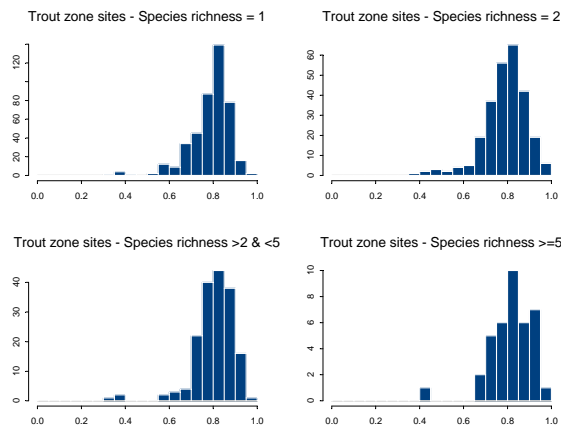 Trout zone sites - Species richness = 1
Trout zone sites - Species richness = 2
0 20 40 60 80 120
0 10 20 30 40 50 60
0.0 0.2 0.4 0.6 0.8 1.0
0.0 0.2 0.4 0.6 0.8 1.0
Trout zone sites - Species richness >2 & <5
Trout zone sites - Species richness >=5
0 10 20 30 40
0 2 4 6 8 10
0.0 0.2 0.4 0.6 0.8 1.0
0.0 0.2 0.4 0.6 0.8 1.0